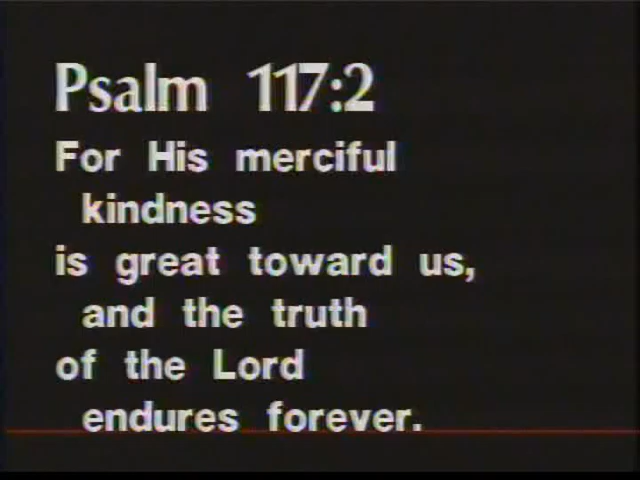 Psalm 117:2
For His merciful
kindness
is great toward us,
and the truth
of the Lord
endures forever.